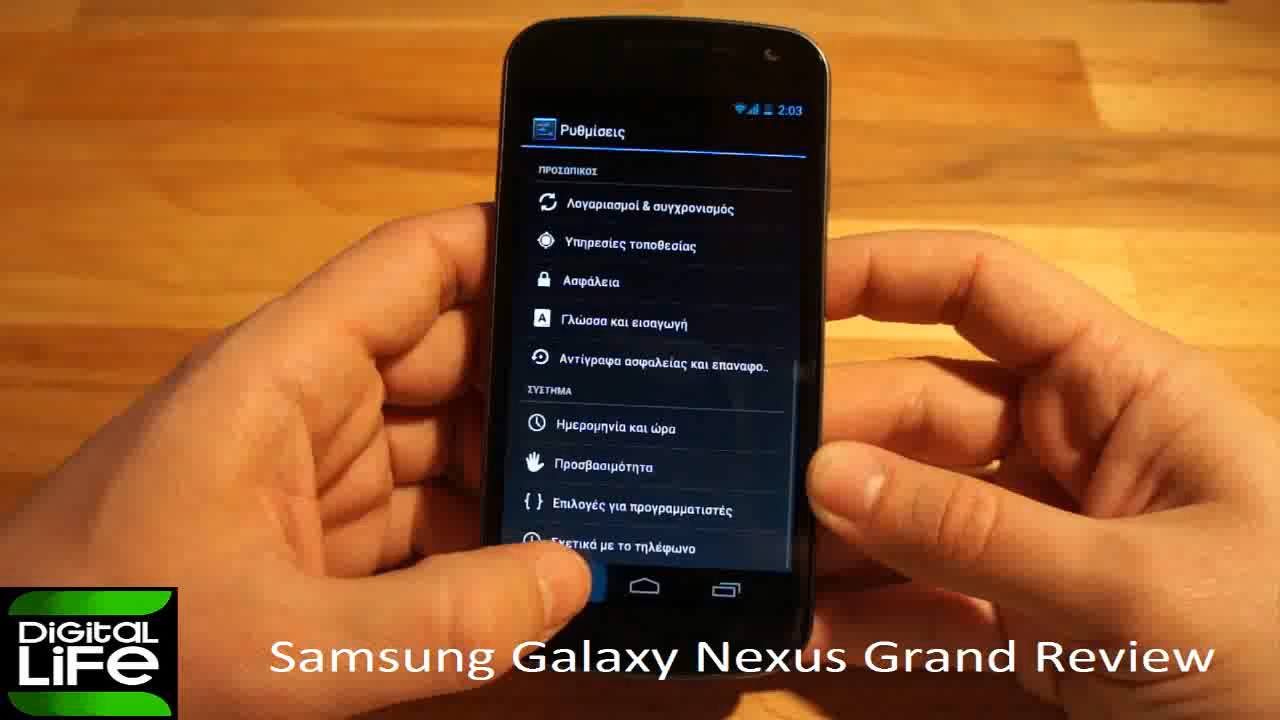 2:03
Ρυθμίσεις
ΠΡΟΣΩΠΙΚΟΣ
Λογαριασμοί & συγχρονισμός
Υπηρεσίες τοποθεσίας
Ασφάλεια
A Γλώσσα και εισαγωγή
Αντίγραφα ασφαλείας και επαναφο..
ΣΥΣΤΗΜΑ
Ημερομηνία και ώρα
Προσβασιμότητα
{ } Επιλογές για προγραμματιστές
Σχετικά με το τηλέφωνο
DiGitAL
LiFe
Samsung Galaxy Nexus Grand Review